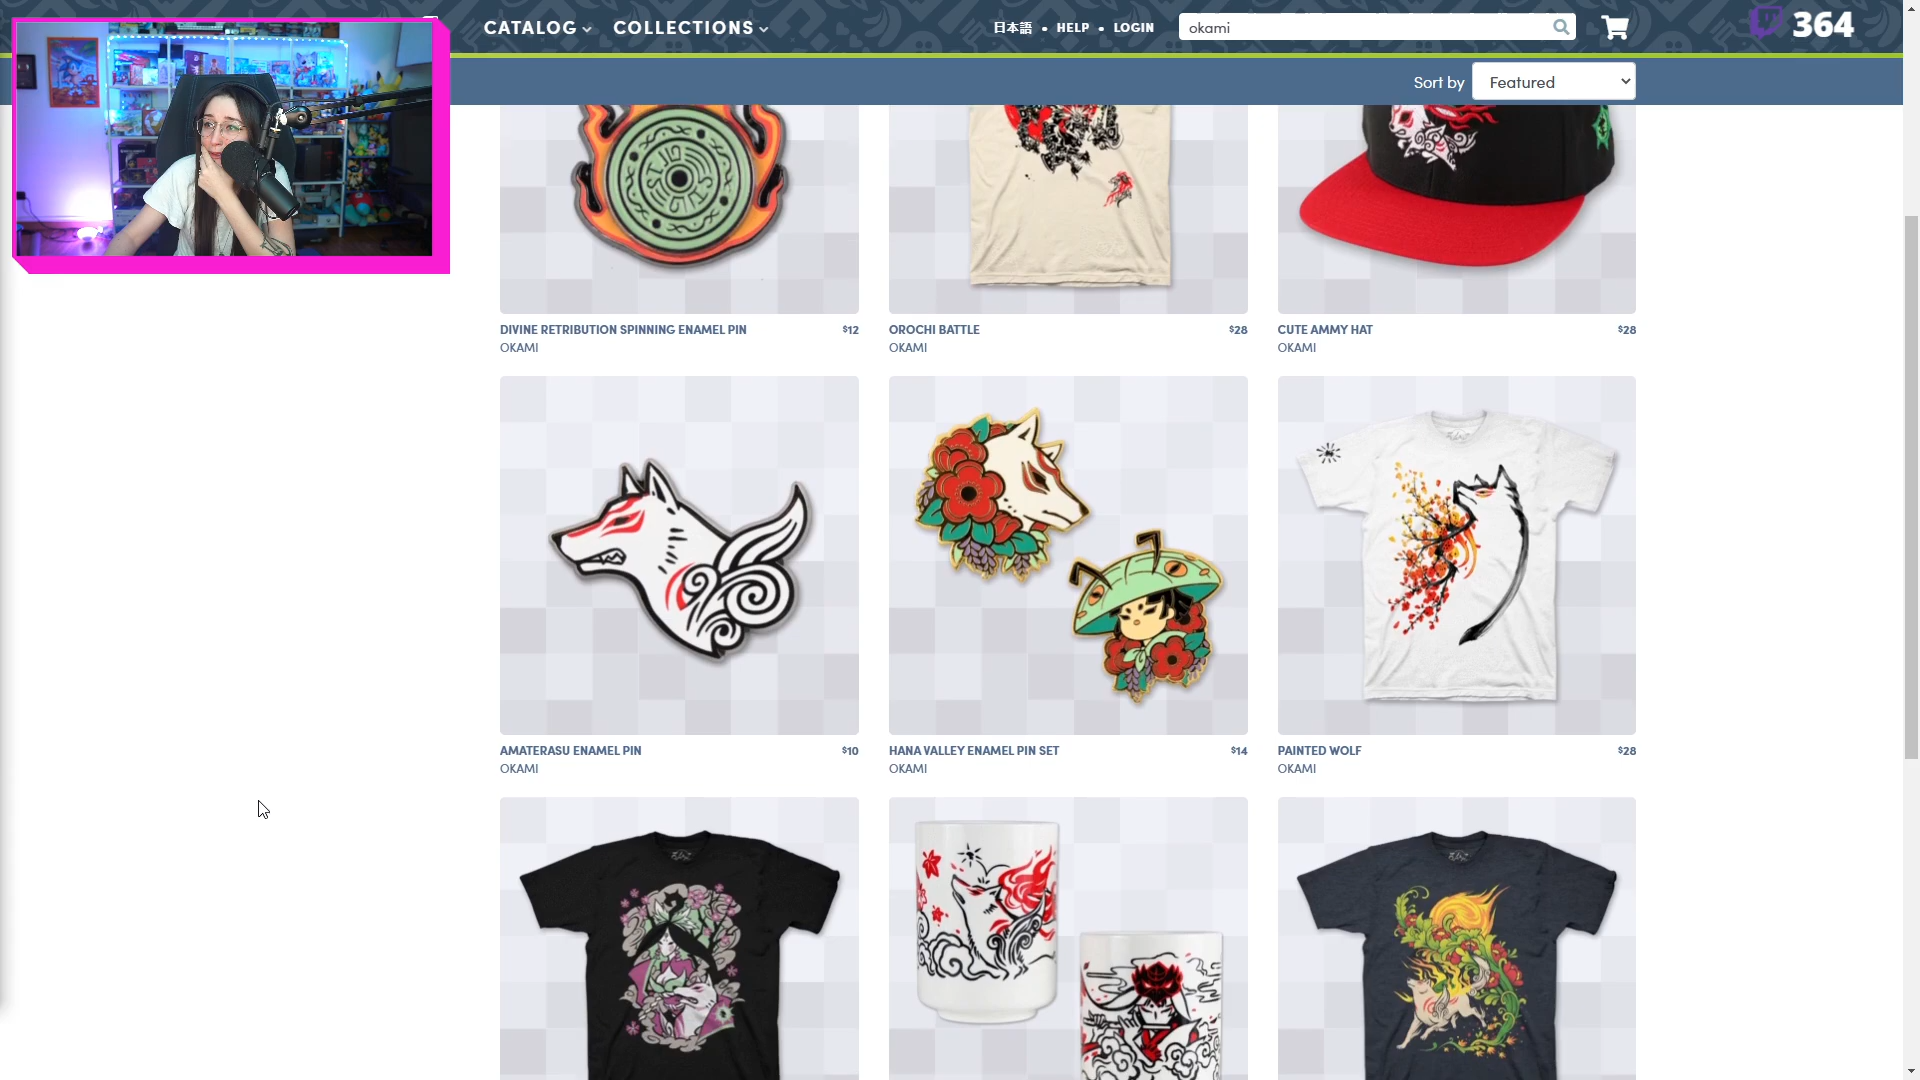 CATALOG
COLLECTIONS
日本語 • HELP • LOGIN
okami
364
Sort by
Featured
DIVINE RETRIBUTION SPINNING ENAMEL PIN $12
OKAMI
OROCHI BATTLE $28
OKAMI
CUTE AMMY HAT $28
OKAMI
AMATERASU ENAMEL PIN $10
OKAMI
HANA VALLEY ENAMEL PIN SET $14
OKAMI
PAINTED WOLF $28
OKAMI